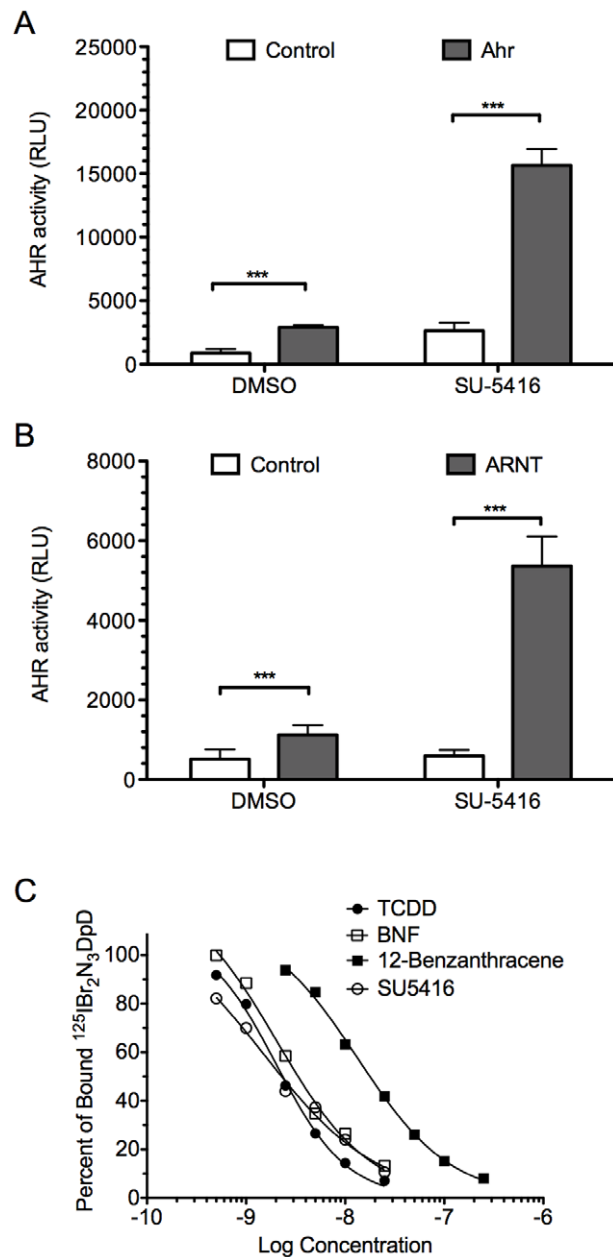 A
Control Ahr
25000
20000
15000
10000
5000
0
AHR activity (RLU)
***
***
DMSO SU-5416
B
Control ARNT
8000
6000
4000
2000
0
AHR activity (RLU)
***
***
DMSO SU-5416
C
TCDD
BNF
12-Benzanthracene
SU5416
100
80
60
40
20
0
Percent of Bound ¹²⁵IBr₂N₃DpD
-10 -9 -8 -7 -6
Log Concentration